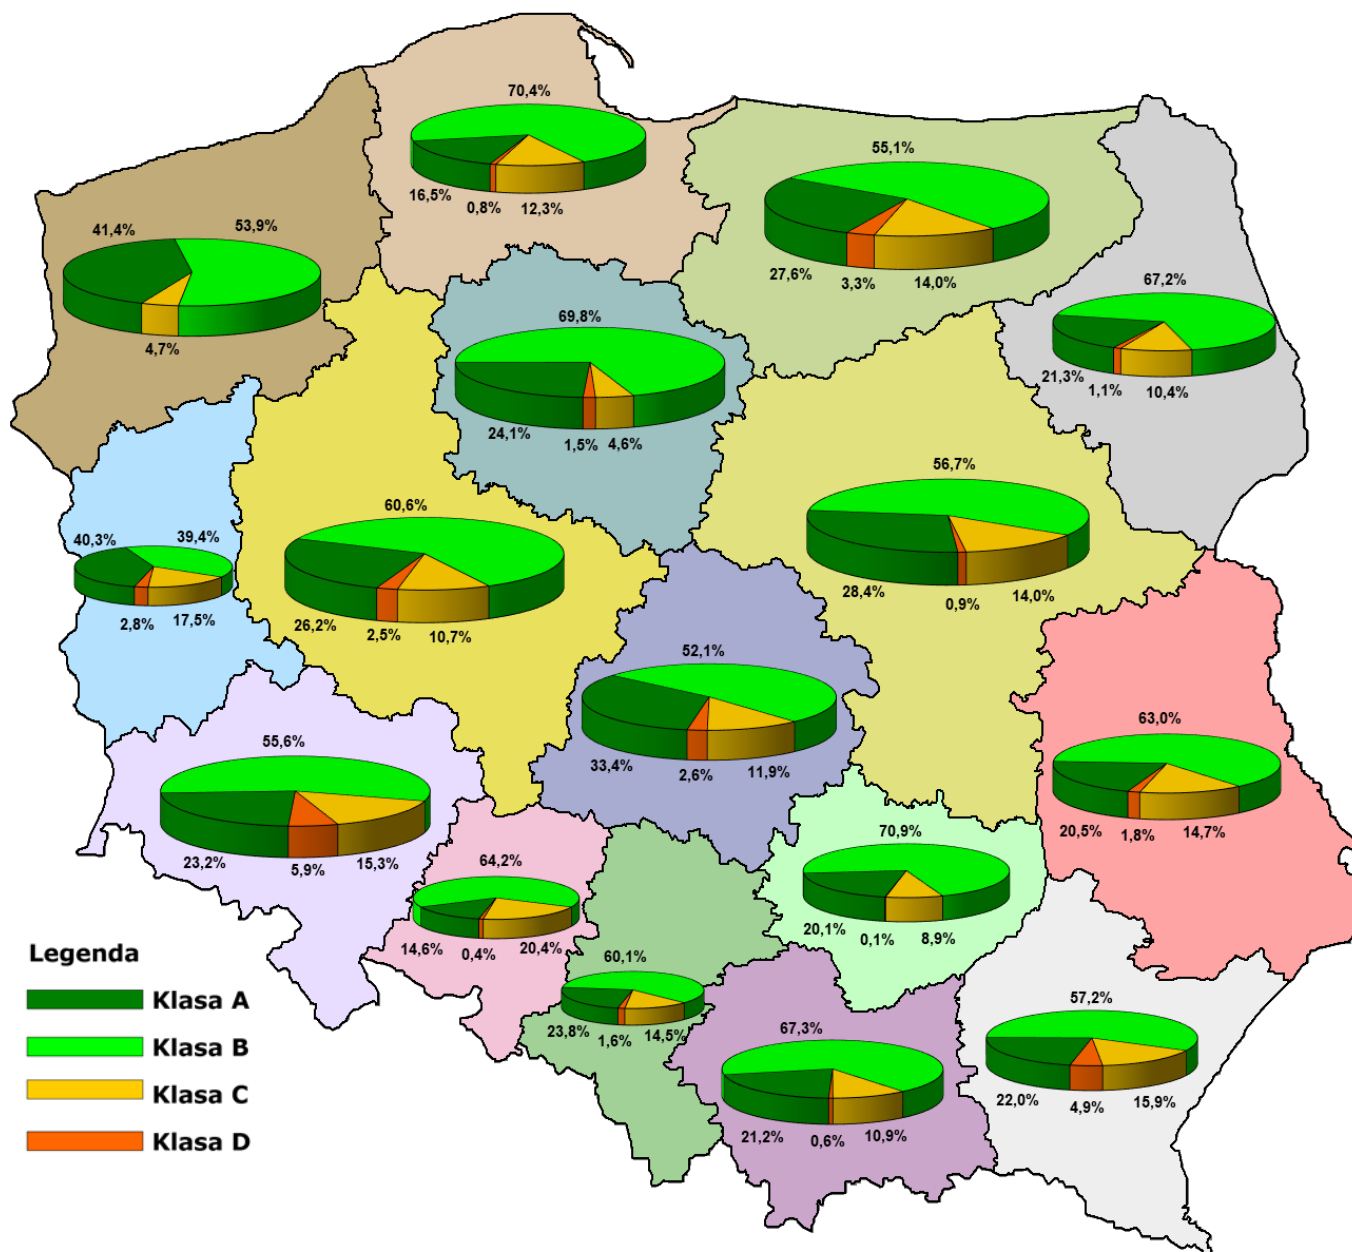 70,4%
16,5% 0,8% 12,3%
55,1%
27,6% 3,3% 14,0%
41,4% 53,9%
4,7%
67,2%
21,3% 1,1% 10,4%
69,8%
24,1% 1,5% 4,6%
56,7%
28,4% 0,9% 14,0%
60,6%
26,2% 2,5% 10,7%
40,3% 39,4%
2,8% 17,5%
52,1%
33,4% 2,6% 11,9%
63,0%
20,5% 1,8% 14,7%
55,6%
23,2% 5,9% 15,3%
70,9%
20,1% 0,1% 8,9%
64,2%
14,6% 0,4% 20,4%
60,1%
23,8% 1,6% 14,5%
57,2%
22,0% 4,9% 15,9%
67,3%
21,2% 0,6% 10,9%
Legenda
Klasa A
Klasa B
Klasa C
Klasa D